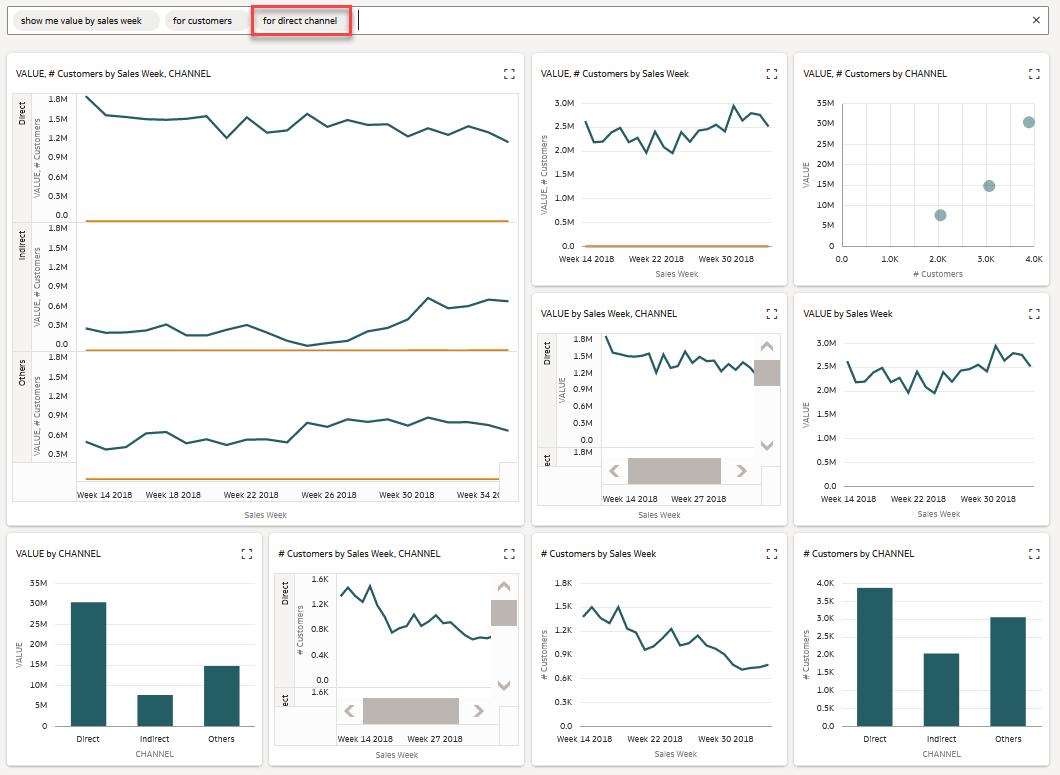 show me value by sales week
for customers
for direct channel
VALUE, # Customers by Sales Week, CHANNEL
Direct
VALUE, # Customers
1.8M
1.5M
1.2M
0.9M
0.6M
0.3M
0.0
Indirect
VALUE, # Customers
1.8M
1.5M
1.2M
0.9M
0.6M
0.3M
0.0
Others
VALUE, # Customers
1.8M
1.5M
1.2M
0.9M
0.6M
0.3M
Week 14 2018 Week 18 2018 Week 22 2018 Week 26 2018 Week 30 2018 Week 34 20
Sales Week
VALUE, # Customers by Sales Week
VALUE, # Customers
3.0M
2.5M
2.0M
1.0M
1.0M
0.5M
0.0
Week 14 2018 Week 22 2018 Week 30 2018
Sales Week
VALUE, # Customers by CHANNEL
VALUE
35M
30M
25M
20M
15M
10M
5M
0
0.0 1.0K 2.0K 3.0K 4.0K
# Customers
VALUE by Sales Week, CHANNEL
Direct
VALUE
1.8M
1.5M
1.2M
0.9M
0.6M
0.3M
0.0
ect
1.8M
Week 14 2018 Week 27 2018
Sales Week
VALUE by Sales Week
VALUE
3.0M
2.5M
2.0M
1.5M
1.0M
0.5M
0.0
Week 14 2018 Week 22 2018 Week 30 2018
Sales Week
VALUE by CHANNEL
VALUE
35M
30M
25M
20M
15M
10M
5M
0
Direct Indirect Others
CHANNEL
# Customers by Sales Week, CHANNEL
Direct
# Customers
1.6K
1.2K
0.8K
0.4K
0.0
ect
1.6K
Week 14 2018 Week 27 2018
Sales Week
# Customers by Sales Week
# Customers
1.8K
1.5K
1.2K
0.9K
0.6K
0.3K
0.0
Week 14 2018 Week 22 2018 Week 30 2018
Sales Week
# Customers by CHANNEL
# Customers
4.0K
3.5K
3.0K
2.5K
2.0K
1.5K
1.0K
0.5K
0.0
Direct Indirect Others
CHANNEL